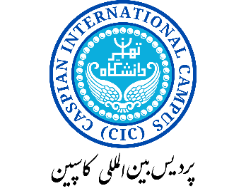 CASPIAN INTERNATIONAL CAMPUS
(CIC)
دانشگاه
تهران
پردیس بین المللی کاسپین